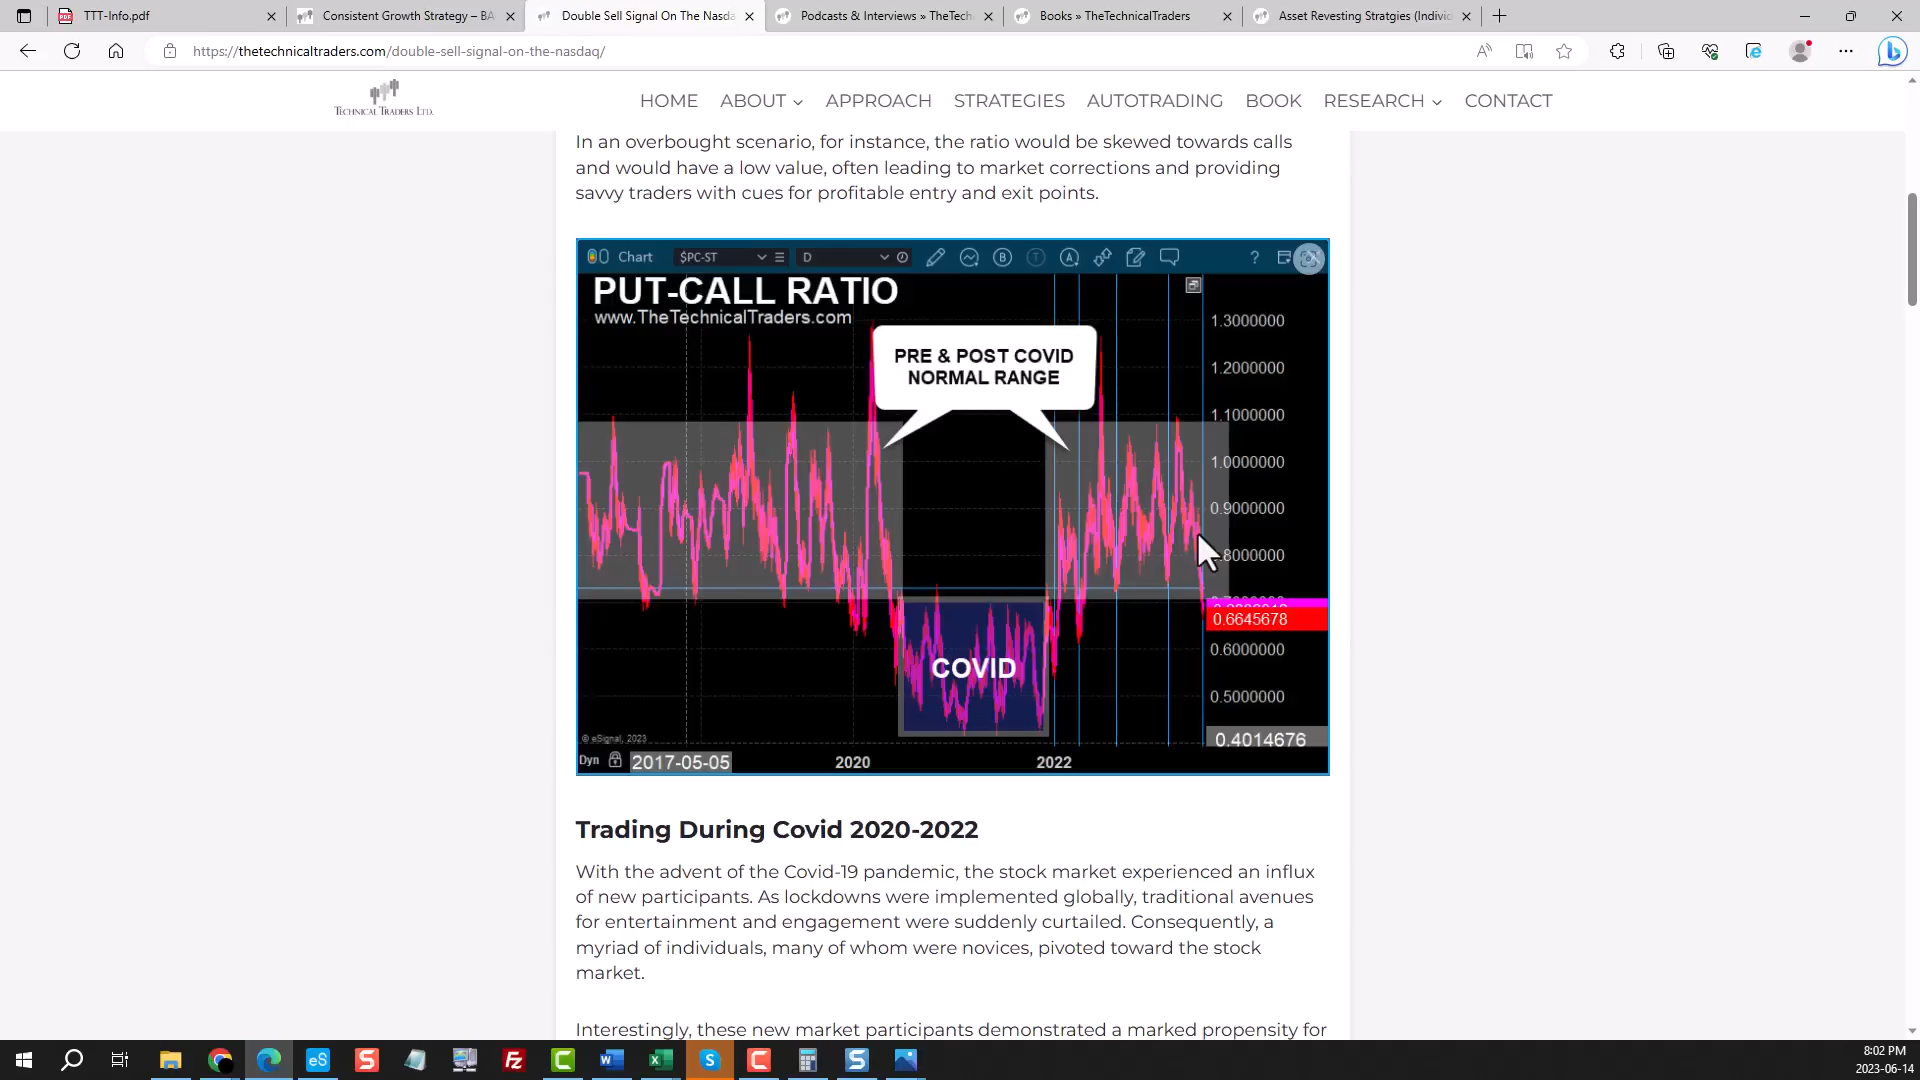 TTT-Info.pdf
Consistent Growth Strategy – BA
Double Sell Signal On The Nasda
Podcasts & Interviews » TheTech
Books » TheTechnicalTraders
Asset Revesting Stratgies (Indivi
https://thetechnicaltraders.com/double-sell-signal-on-the-nasdaq/
TECHNICAL TRADERS LTD.
HOME ABOUT APPROACH STRATEGIES AUTOTRADING BOOK RESEARCH CONTACT
In an overbought scenario, for instance, the ratio would be skewed towards calls
and would have a low value, often leading to market corrections and providing
savvy traders with cues for profitable entry and exit points.
Chart $PC-ST D B T A ?
PUT-CALL RATIO
www.TheTechnicalTraders.com
PRE & POST COVID
NORMAL RANGE
1.3000000
1.2000000
1.1000000
1.0000000
0.9000000
.8000000
0.6645678
0.6000000
0.5000000
0.4014676
COVID
© eSignal, 2023
Dyn 2017-05-05 2020 2022
Trading During Covid 2020-2022
With the advent of the Covid-19 pandemic, the stock market experienced an influx
of new participants. As lockdowns were implemented globally, traditional avenues
for entertainment and engagement were suddenly curtailed. Consequently, a
myriad of individuals, many of whom were novices, pivoted toward the stock
market.
Interestingly, these new market participants demonstrated a marked propensity for
8:02 PM
2023-06-14